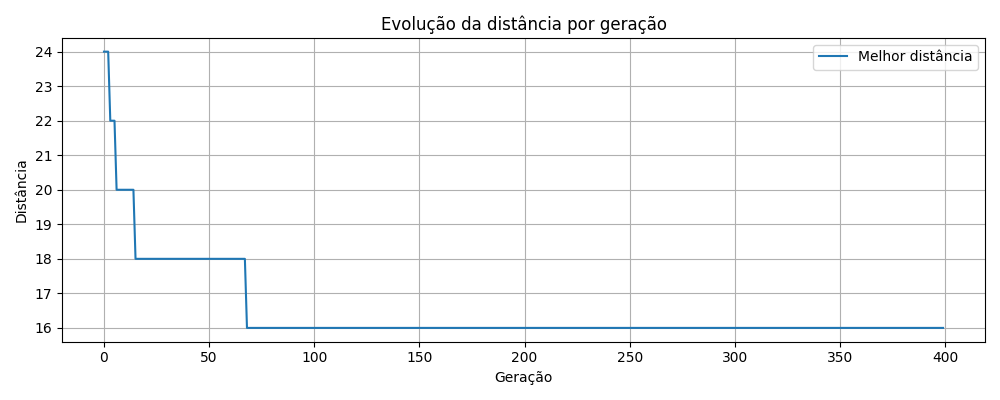 Evolução da distância por geração
Melhor distância
Distância
24
23
22
21
20
19
18
17
16
0 50 100 150 200 250 300 350 400
Geração